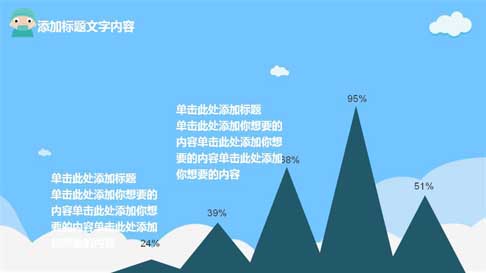 添加标题文字内容
95%
单击此处添加标题
单击此处添加你想要的
内容单击此处添加你想
要的内容单击此处添加
你想要的内容
68%
单击此处添加标题
单击此处添加你想要的
内容单击此处添加你想
要的内容单击此处添加
你想要的内容
51%
39%
24%